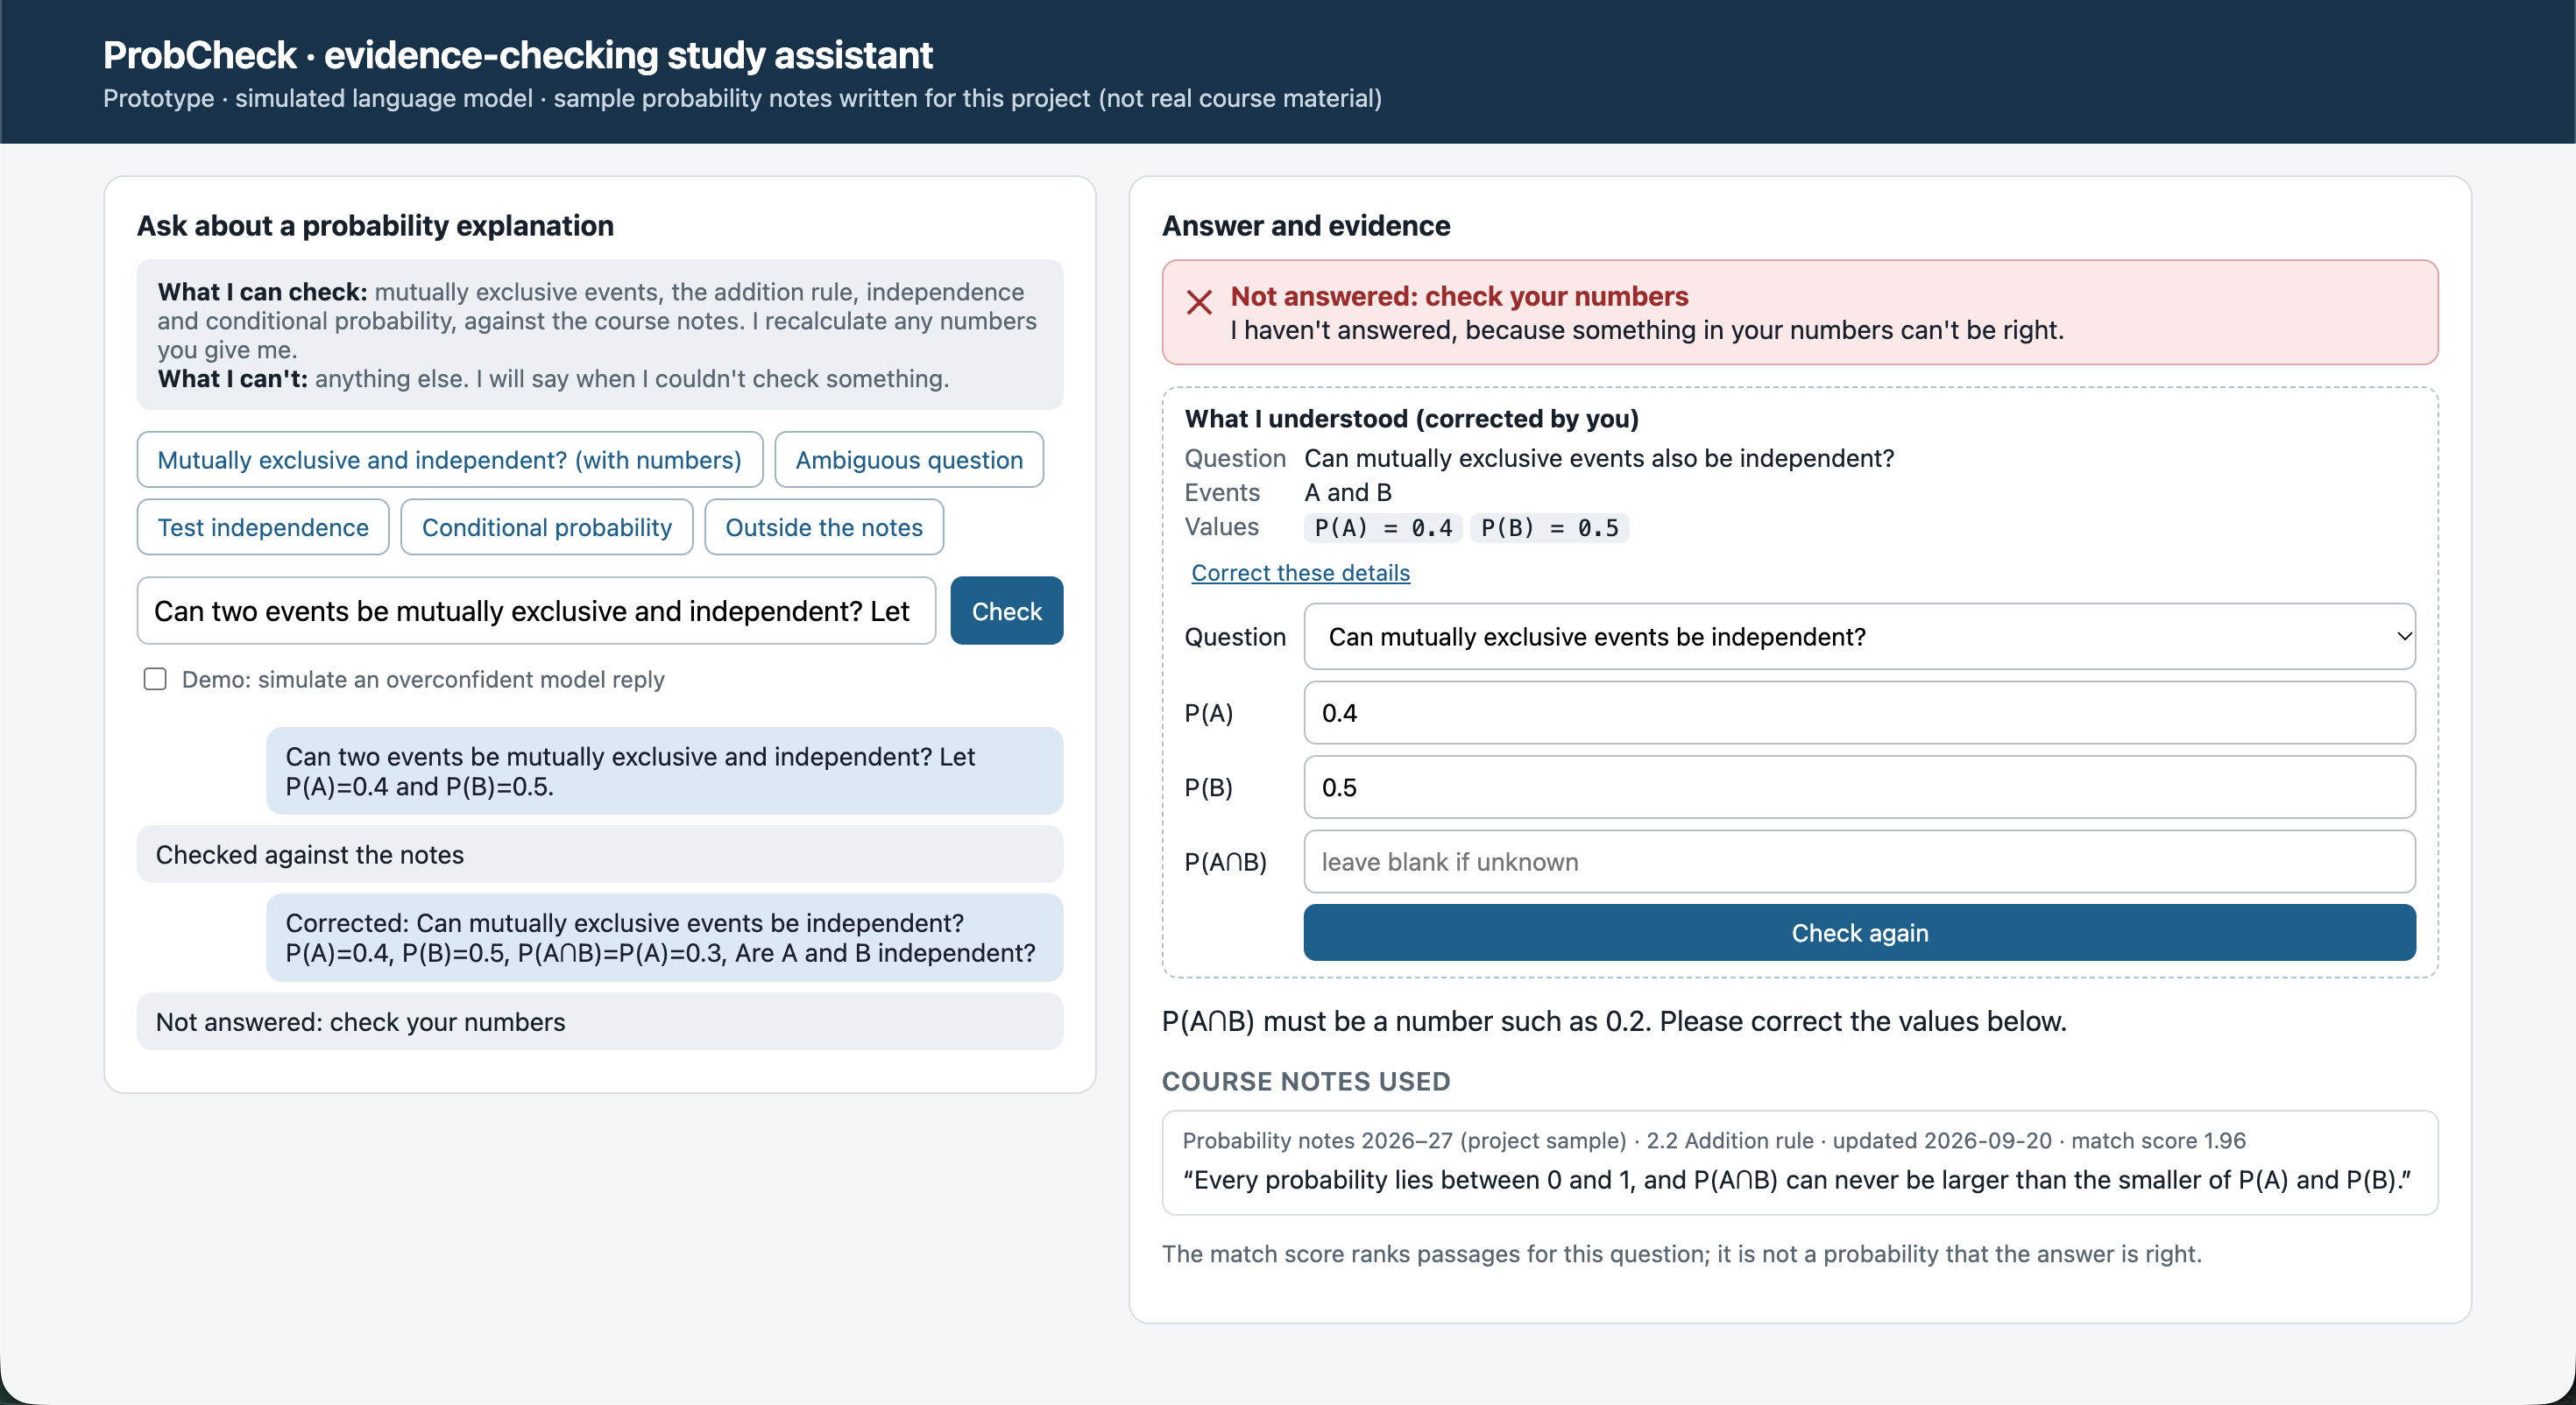 ProbCheck · evidence-checking study assistant
Prototype · simulated language model · sample probability notes written for this project (not real course material)
Ask about a probability explanation
What I can check: mutually exclusive events, the addition rule, independence
and conditional probability, against the course notes. I recalculate any numbers
you give me.
What I can't: anything else. I will say when I couldn't check something.
Mutually exclusive and independent? (with numbers)
Ambiguous question
Test independence
Conditional probability
Outside the notes
Can two events be mutually exclusive and independent? Let
Check
Demo: simulate an overconfident model reply
Can two events be mutually exclusive and independent? Let
P(A)=0.4 and P(B)=0.5.
Checked against the notes
Corrected: Can mutually exclusive events be independent?
P(A)=0.4, P(B)=0.5, P(A∩B)=P(A)=0.3, Are A and B independent?
Not answered: check your numbers
Answer and evidence
Not answered: check your numbers
I haven't answered, because something in your numbers can't be right.
What I understood (corrected by you)
Question Can mutually exclusive events also be independent?
Events A and B
Values P(A) = 0.4 P(B) = 0.5
Correct these details
Question Can mutually exclusive events be independent?
P(A) 0.4
P(B) 0.5
P(A∩B) leave blank if unknown
Check again
P(A∩B) must be a number such as 0.2. Please correct the values below.
COURSE NOTES USED
Probability notes 2026–27 (project sample) · 2.2 Addition rule · updated 2026-09-20 · match score 1.96
“Every probability lies between 0 and 1, and P(A∩B) can never be larger than the smaller of P(A) and P(B).”
The match score ranks passages for this question; it is not a probability that the answer is right.